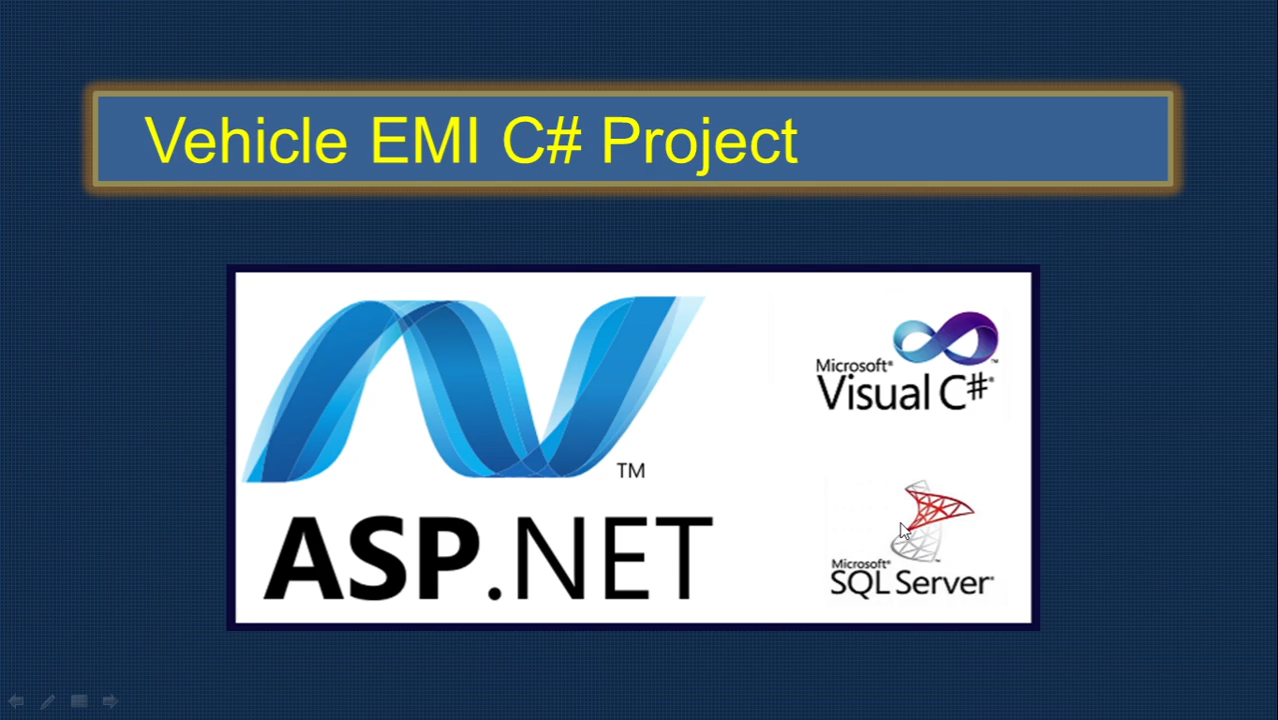 Vehicle EMI C# Project
Microsoft®
Visual C#®
TM
ASP.NET
Microsoft®
SQL Server®